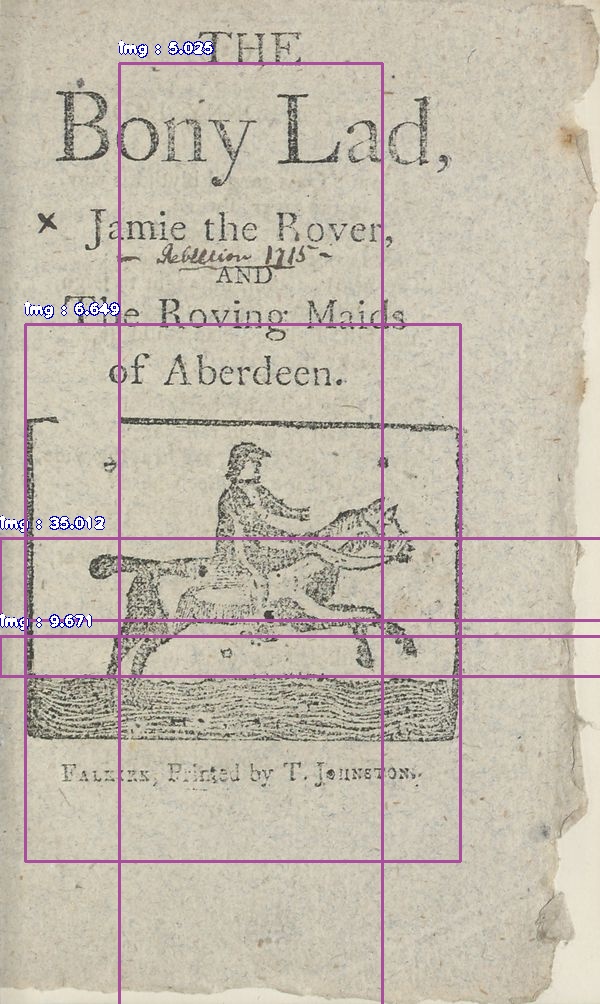 img : 5.025
THE
Bony Lad,
x Jamie the Rover,
— Rebellion 1715 -
AND
img : 6.649
The Roving Maids
of Aberdeen.
img : 35.012
img : 9.671
FALKIRK, Printed by T. JOHNSTON.